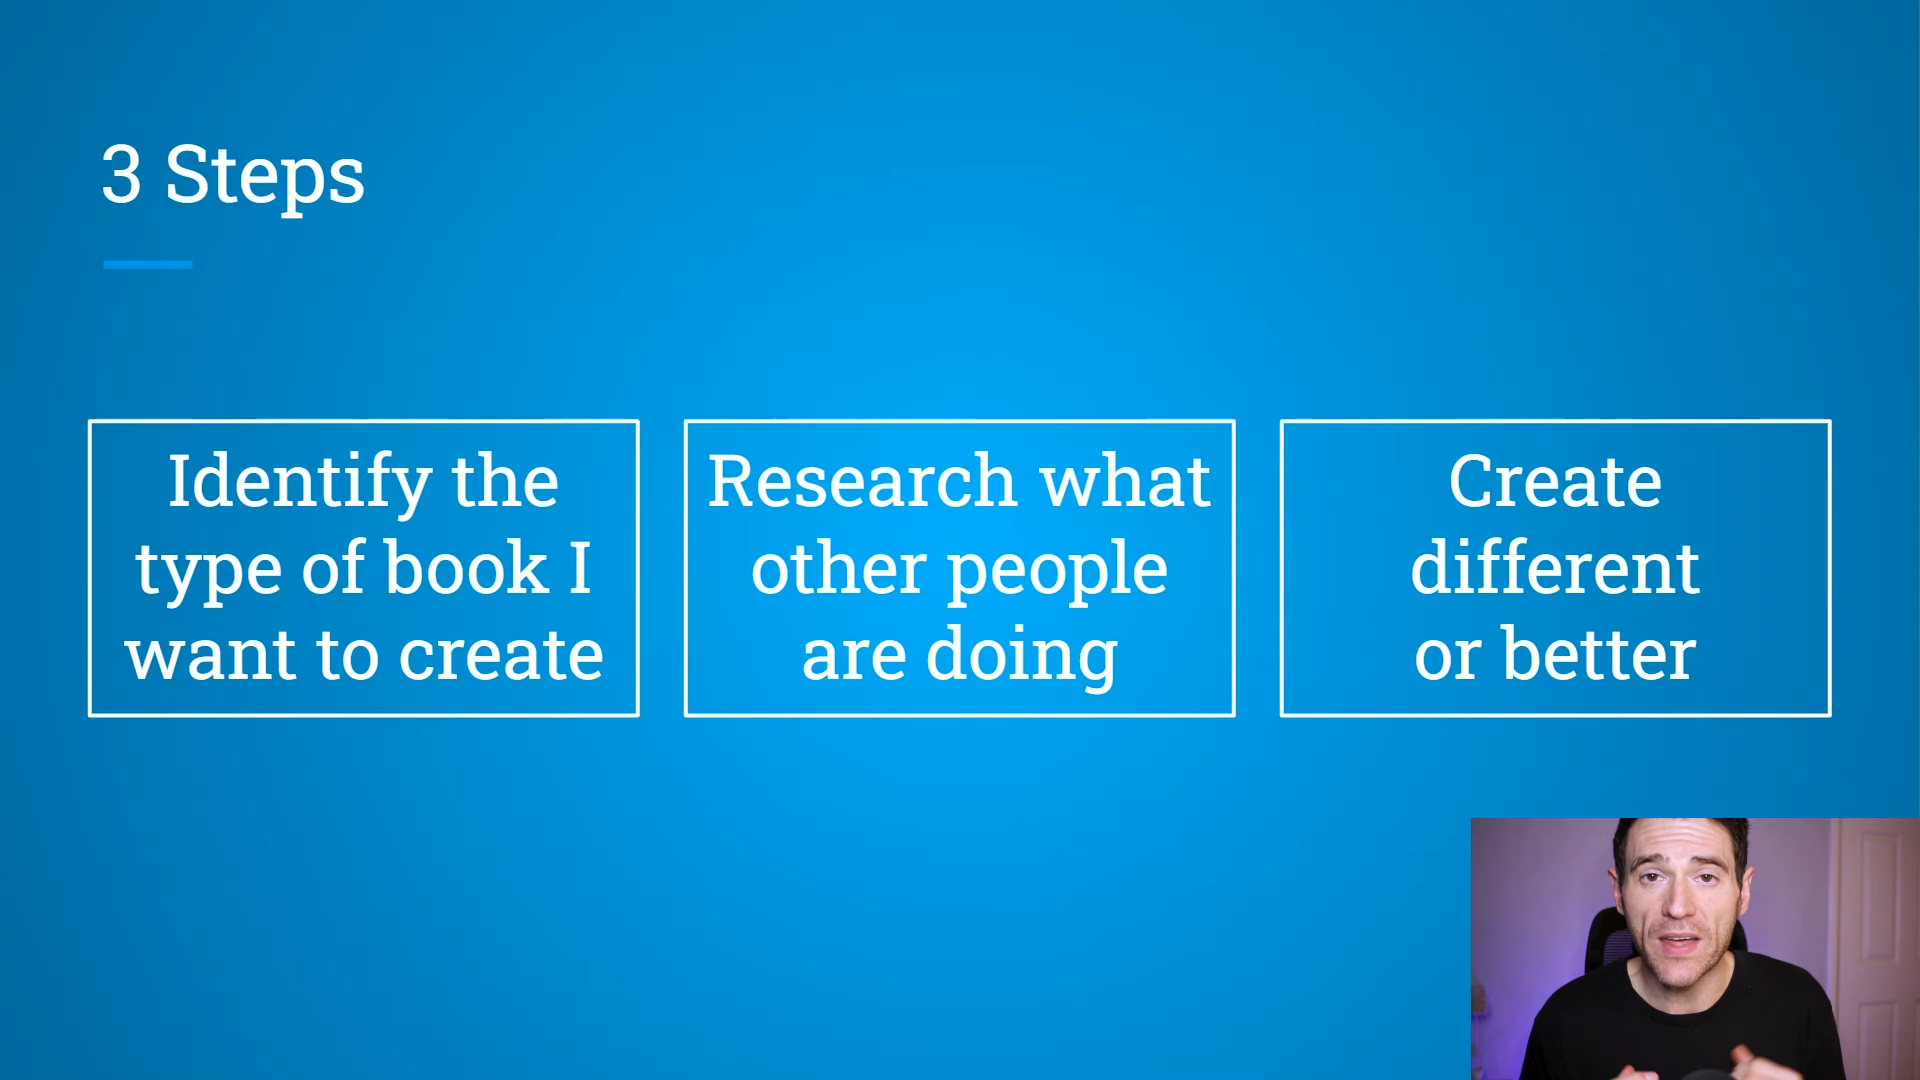 3 Steps
Identify the
type of book I
want to create
Research what
other people
are doing
Create
different
or better